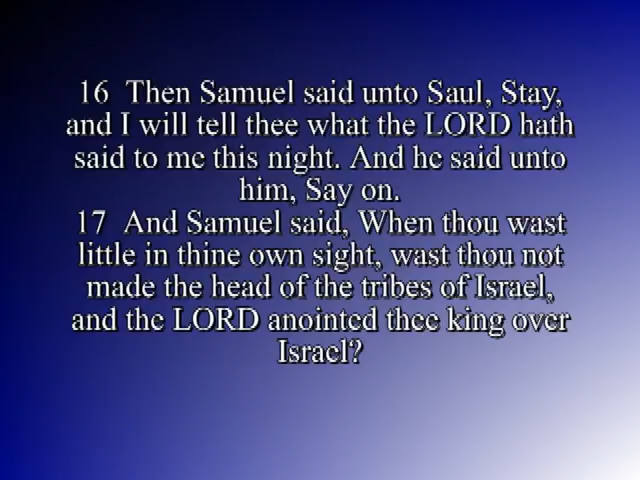 16 Then Samuel said unto Saul, Stay,
and I will tell thee what the LORD hath
said to me this night. And he said unto
him, Say on.
17 And Samuel said, When thou wast
little in thine own sight, wast thou not
made the head of the tribes of Israel,
and the LORD anointed thee king over
Israel?